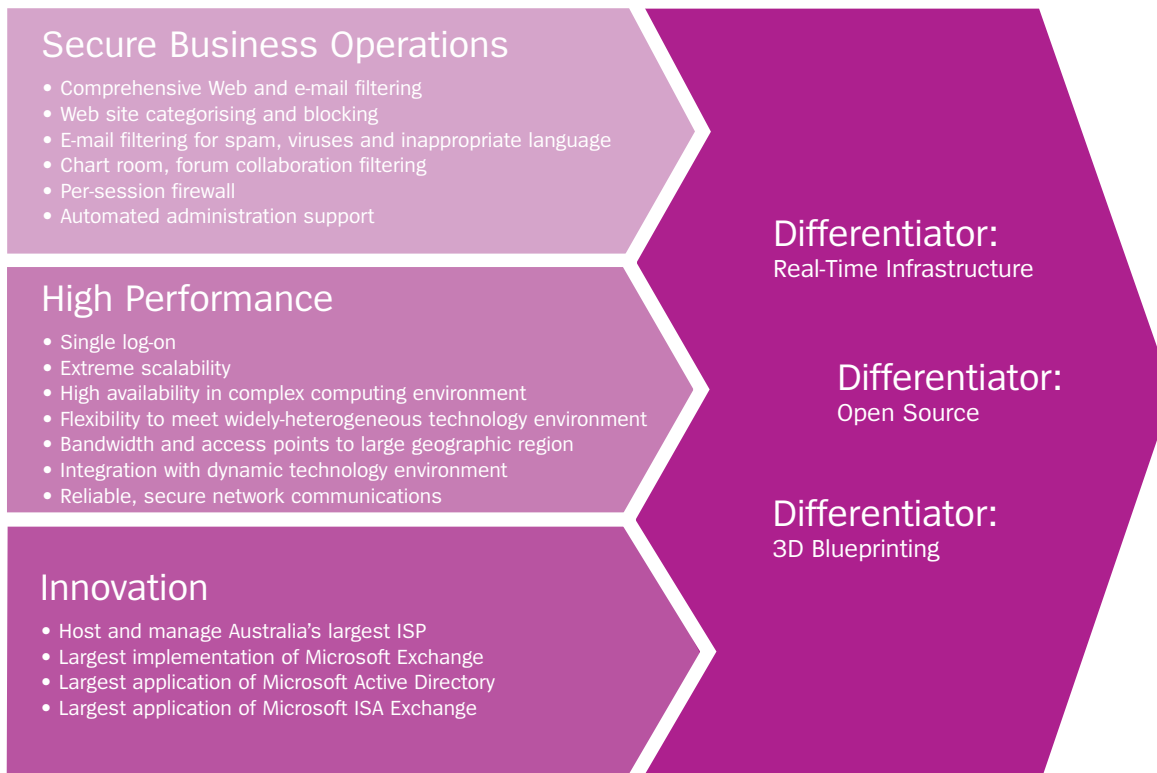 Secure Business Operations
• Comprehensive Web and e-mail filtering
• Web site categorising and blocking
• E-mail filtering for spam, viruses and inappropriate language
• Chart room, forum collaboration filtering
• Per-session firewall
• Automated administration support
High Performance
• Single log-on
• Extreme scalability
• High availability in complex computing environment
• Flexibility to meet widely-heterogeneous technology environment
• Bandwidth and access points to large geographic region
• Integration with dynamic technology environment
• Reliable, secure network communications
Innovation
• Host and manage Australia's largest ISP
• Largest implementation of Microsoft Exchange
• Largest application of Microsoft Active Directory
• Largest application of Microsoft ISA Exchange
Differentiator:
Real-Time Infrastructure
Differentiator:
Open Source
Differentiator:
3D Blueprinting